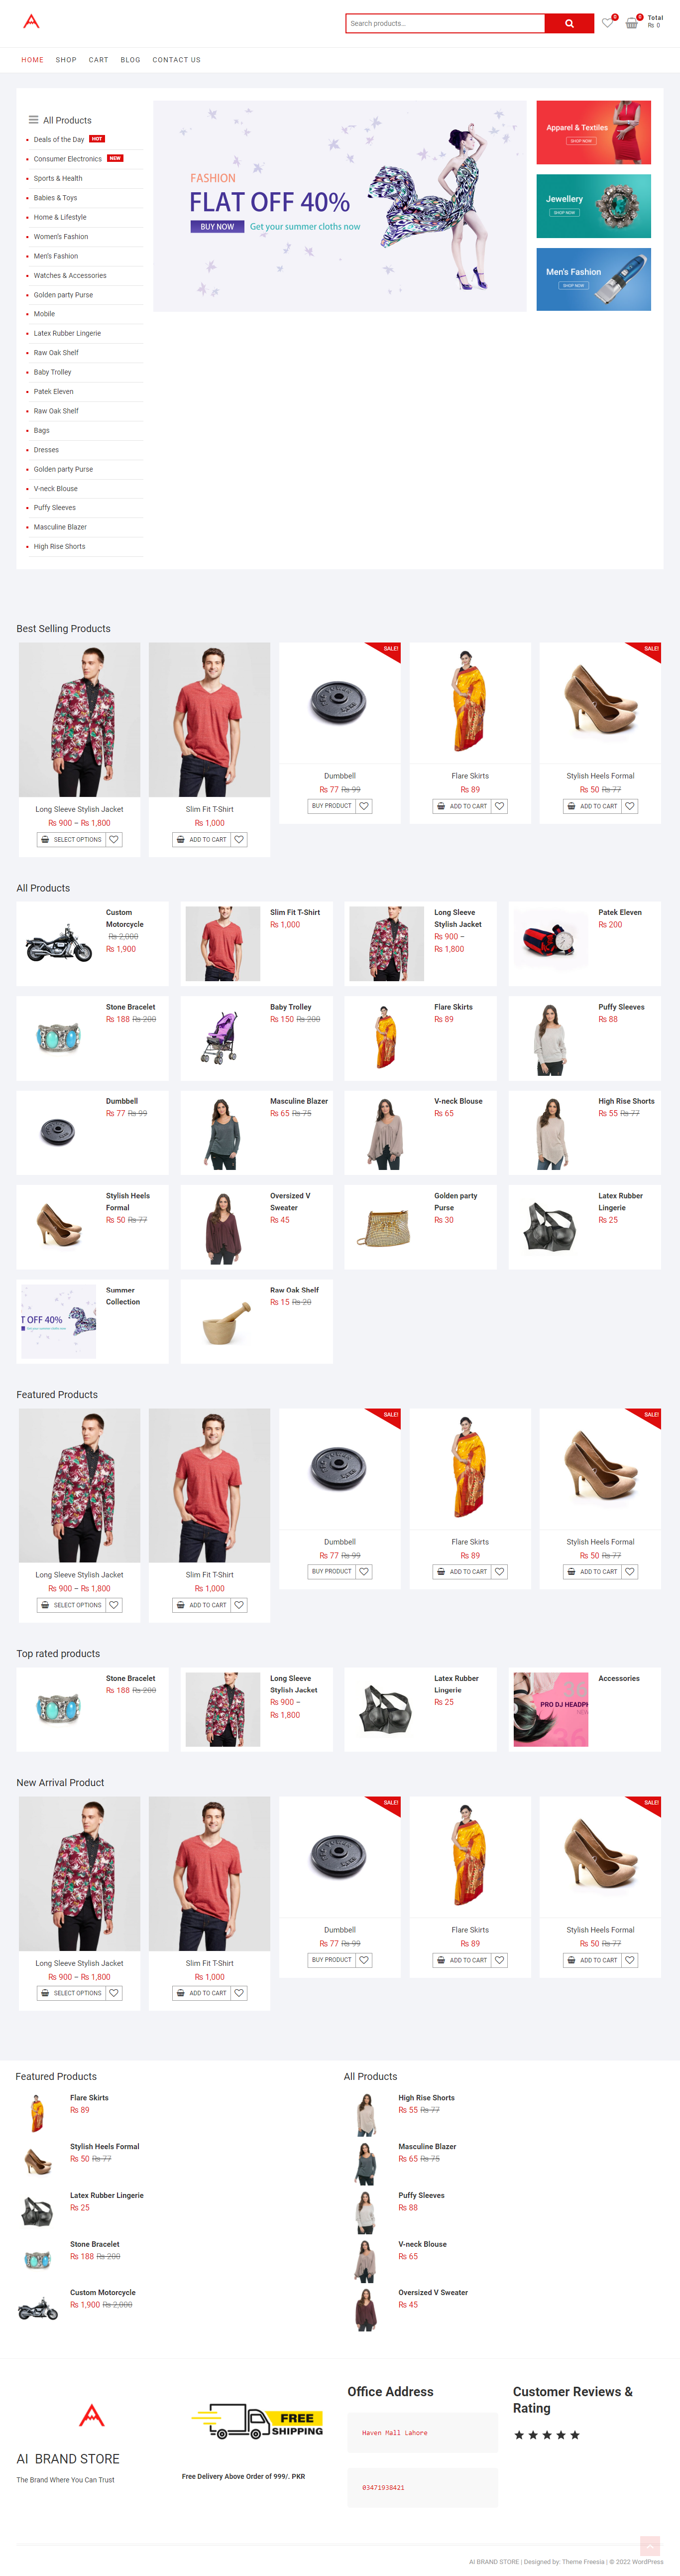 Search products...
0
0
Total
₨ 0
HOME SHOP CART BLOG CONTACT US
All Products
Deals of the Day HOT
Consumer Electronics NEW
Sports & Health
Babies & Toys
Home & Lifestyle
Women's Fashion
Men's Fashion
Watches & Accessories
Golden party Purse
Mobile
Latex Rubber Lingerie
Raw Oak Shelf
Baby Trolley
Patek Eleven
Raw Oak Shelf
Bags
Dresses
Golden party Purse
V-neck Blouse
Puffy Sleeves
Masculine Blazer
High Rise Shorts
FASHION
FLAT OFF 40%
BUY NOW Get your summer cloths now
Apparel & Textiles
SHOP NOW
Jewellery
SHOP NOW
Men's Fashion
SHOP NOW
Best Selling Products
Long Sleeve Stylish Jacket
₨ 900 – ₨ 1,800
SELECT OPTIONS
Slim Fit T-Shirt
₨ 1,000
ADD TO CART
SALE!
Dumbbell
₨ 77 ₨ 99
BUY PRODUCT
Flare Skirts
₨ 89
ADD TO CART
SALE!
Stylish Heels Formal
₨ 50 ₨ 77
ADD TO CART
All Products
Custom
Motorcycle
₨ 2,000
₨ 1,900
Slim Fit T-Shirt
₨ 1,000
Long Sleeve
Stylish Jacket
₨ 900 –
₨ 1,800
Patek Eleven
₨ 200
Stone Bracelet
₨ 188 ₨ 200
Baby Trolley
₨ 150 ₨ 200
Flare Skirts
₨ 89
Puffy Sleeves
₨ 88
Dumbbell
₨ 77 ₨ 99
Masculine Blazer
₨ 65 ₨ 75
V-neck Blouse
₨ 65
High Rise Shorts
₨ 55 ₨ 77
Stylish Heels
Formal
₨ 50 ₨ 77
Oversized V
Sweater
₨ 45
Golden party
Purse
₨ 30
Latex Rubber
Lingerie
₨ 25
T OFF 40%
Summer
Collection
Raw Oak Shelf
₨ 15 ₨ 20
Featured Products
Long Sleeve Stylish Jacket
₨ 900 – ₨ 1,800
SELECT OPTIONS
Slim Fit T-Shirt
₨ 1,000
ADD TO CART
SALE!
Dumbbell
₨ 77 ₨ 99
BUY PRODUCT
Flare Skirts
₨ 89
ADD TO CART
SALE!
Stylish Heels Formal
₨ 50 ₨ 77
ADD TO CART
Top rated products
Stone Bracelet
₨ 188 ₨ 200
Long Sleeve
Stylish Jacket
₨ 900 –
₨ 1,800
Latex Rubber
Lingerie
₨ 25
PRO DJ HEADPH
Accessories
New Arrival Product
Long Sleeve Stylish Jacket
₨ 900 – ₨ 1,800
SELECT OPTIONS
Slim Fit T-Shirt
₨ 1,000
ADD TO CART
SALE!
Dumbbell
₨ 77 ₨ 99
BUY PRODUCT
Flare Skirts
₨ 89
ADD TO CART
SALE!
Stylish Heels Formal
₨ 50 ₨ 77
ADD TO CART
Featured Products
Flare Skirts
₨ 89
Stylish Heels Formal
₨ 50 ₨ 77
Latex Rubber Lingerie
₨ 25
Stone Bracelet
₨ 188 ₨ 200
Custom Motorcycle
₨ 1,900 ₨ 2,000
All Products
High Rise Shorts
₨ 55 ₨ 77
Masculine Blazer
₨ 65 ₨ 75
Puffy Sleeves
₨ 88
V-neck Blouse
₨ 65
Oversized V Sweater
₨ 45
AI BRAND STORE
The Brand Where You Can Trust
FREE
SHIPPING
Free Delivery Above Order of 999/. PKR
Office Address
Haven Mall Lahore
03471938421
Customer Reviews &
Rating
AI BRAND STORE | Designed by: Theme Freesia | © 2022 WordPress